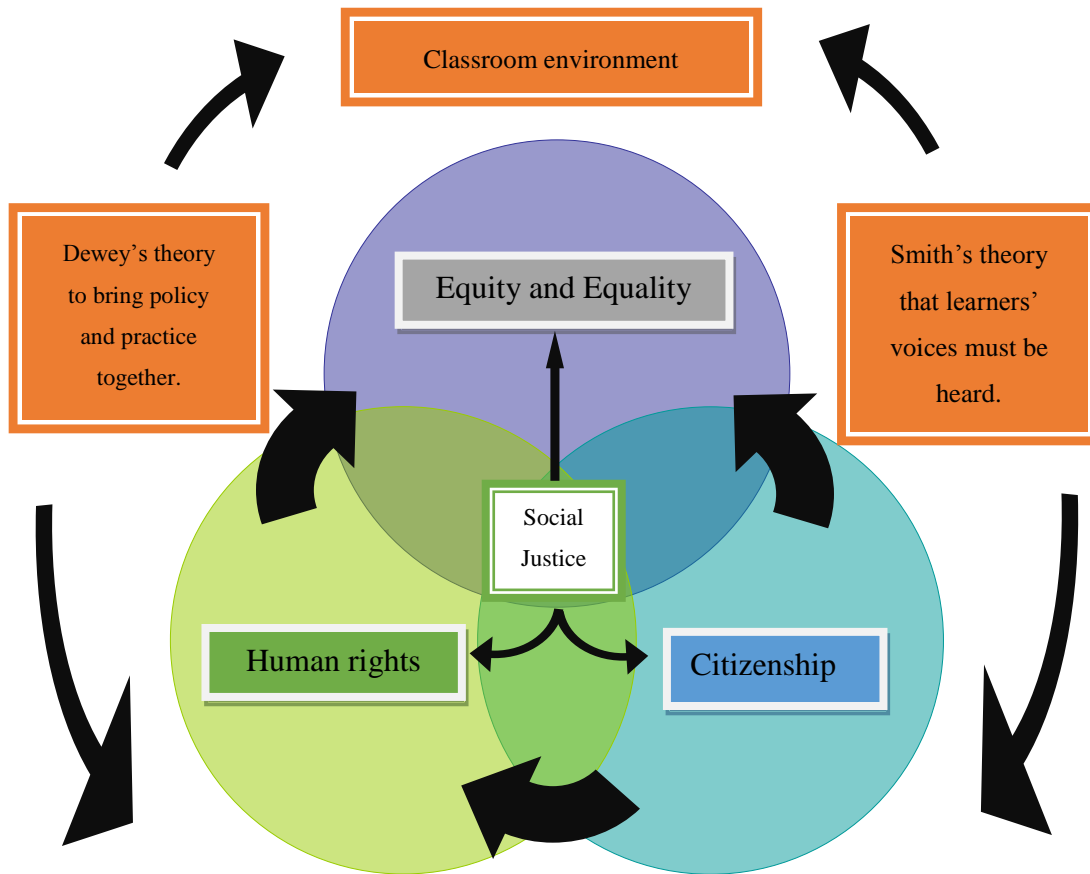 Classroom environment
Dewey’s theory
to bring policy
and practice
together.
Smith’s theory
that learners’
voices must be
heard.
Equity and Equality
Social
Justice
Human rights
Citizenship